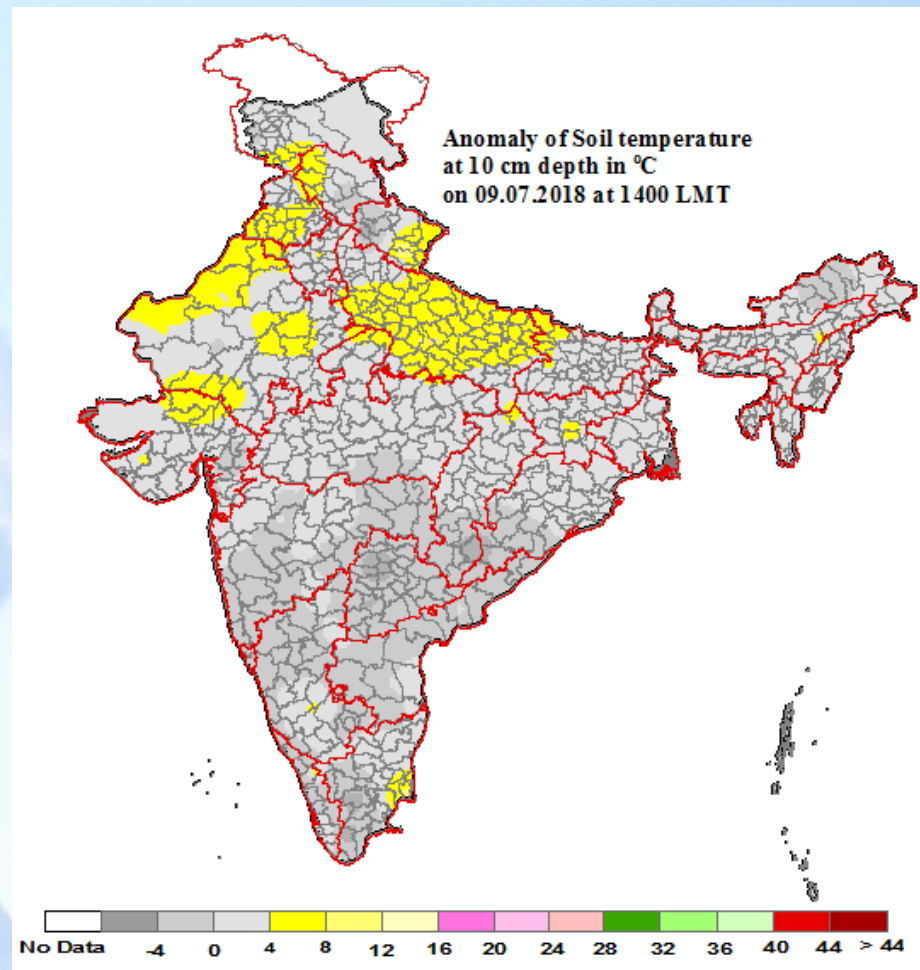 Anomaly of Soil temperature
at 10 cm depth in ⁰C
on 09.07.2018 at 1400 LMT
No Data -4 0 4 8 12 16 20 24 28 32 36 40 44 > 44